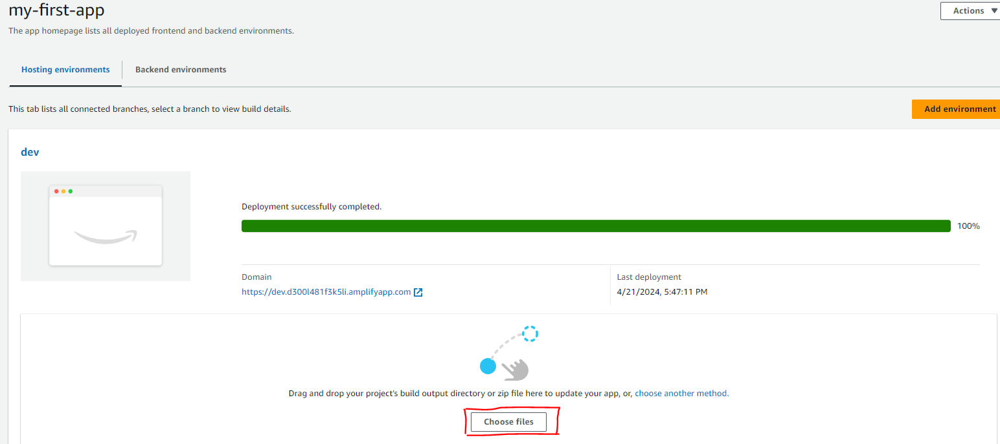 my-first-app
Actions
The app homepage lists all deployed frontend and backend environments.
Hosting environments
Backend environments
This tab lists all connected branches, select a branch to view build details.
Add environment
dev
Deployment successfully completed.
100%
Domain
Last deployment
https://dev.d300l481f3k5li.amplifyapp.com
4/21/2024, 5:47:11 PM
Drag and drop your project's build output directory or zip file here to update your app, or, choose another method.
Choose files